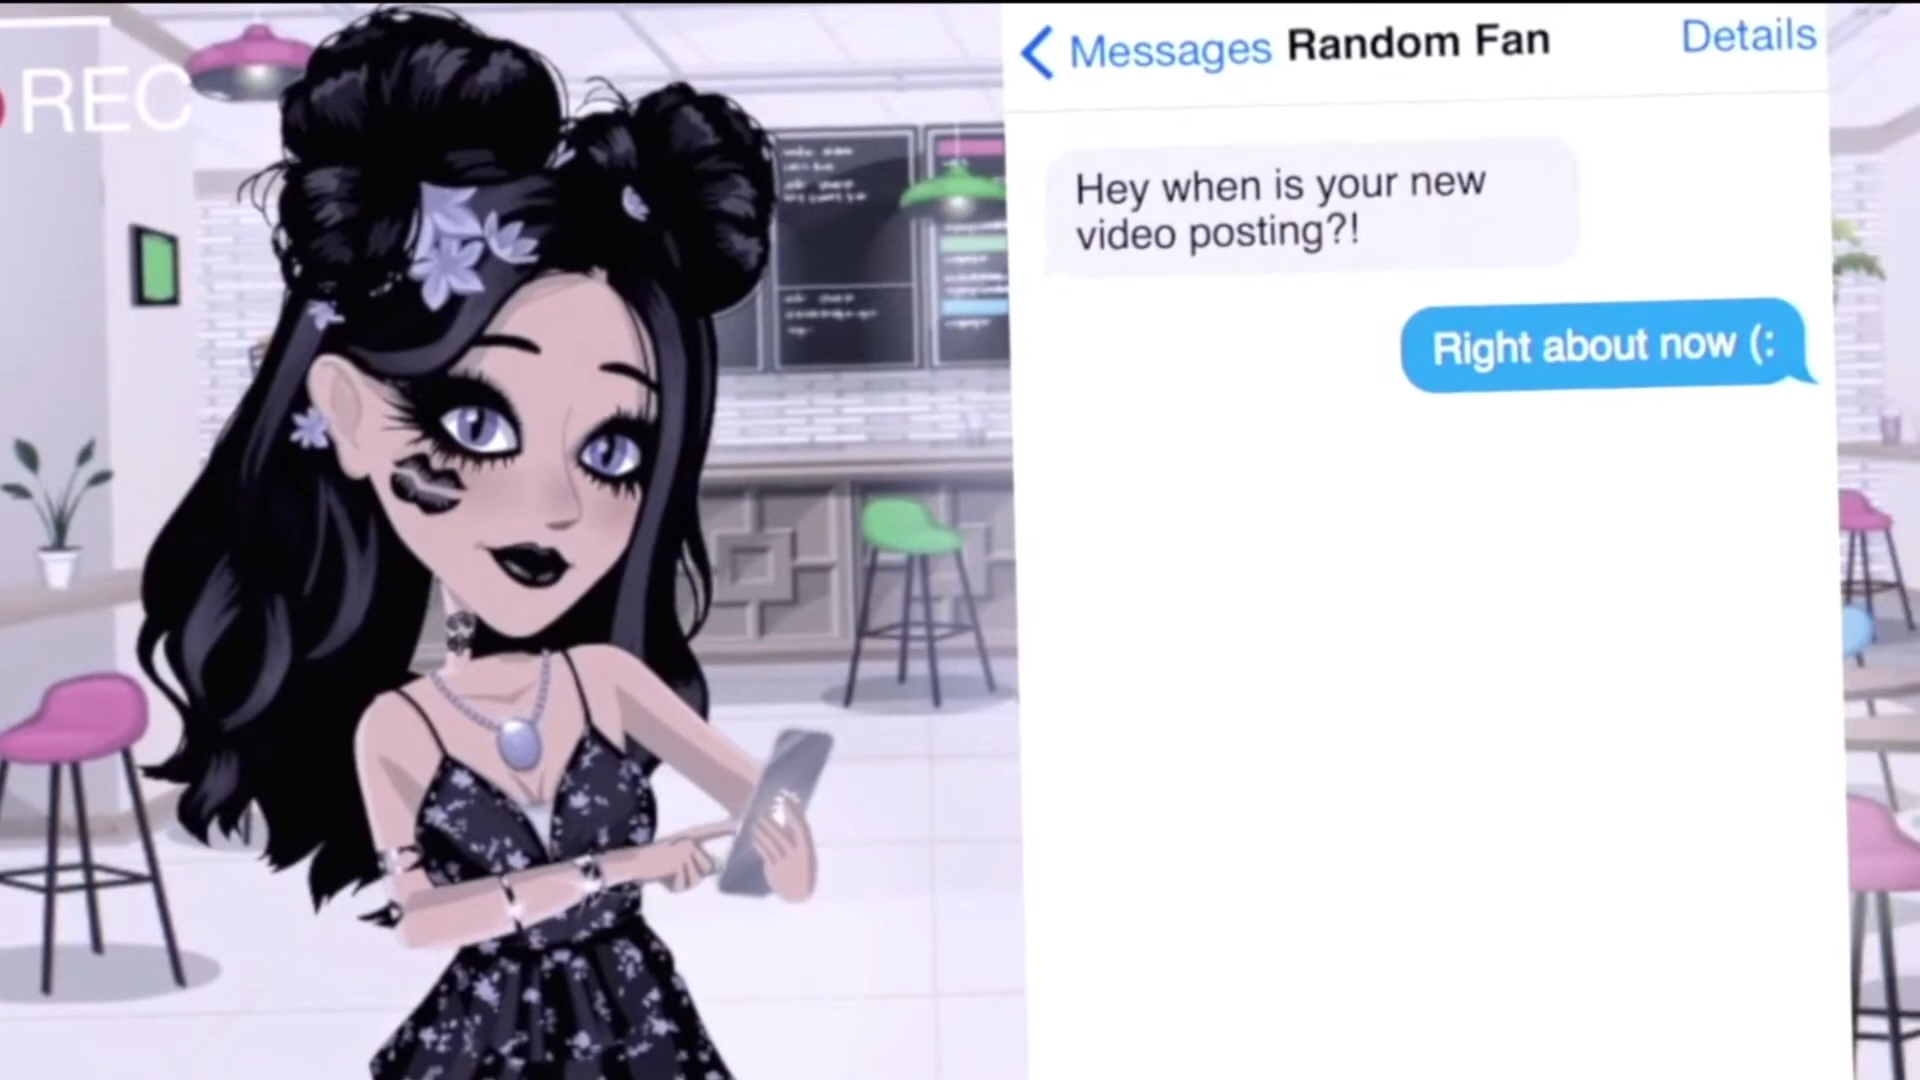 REC
Messages Random Fan Details
Hey when is your new
video posting?!
Right about now (: